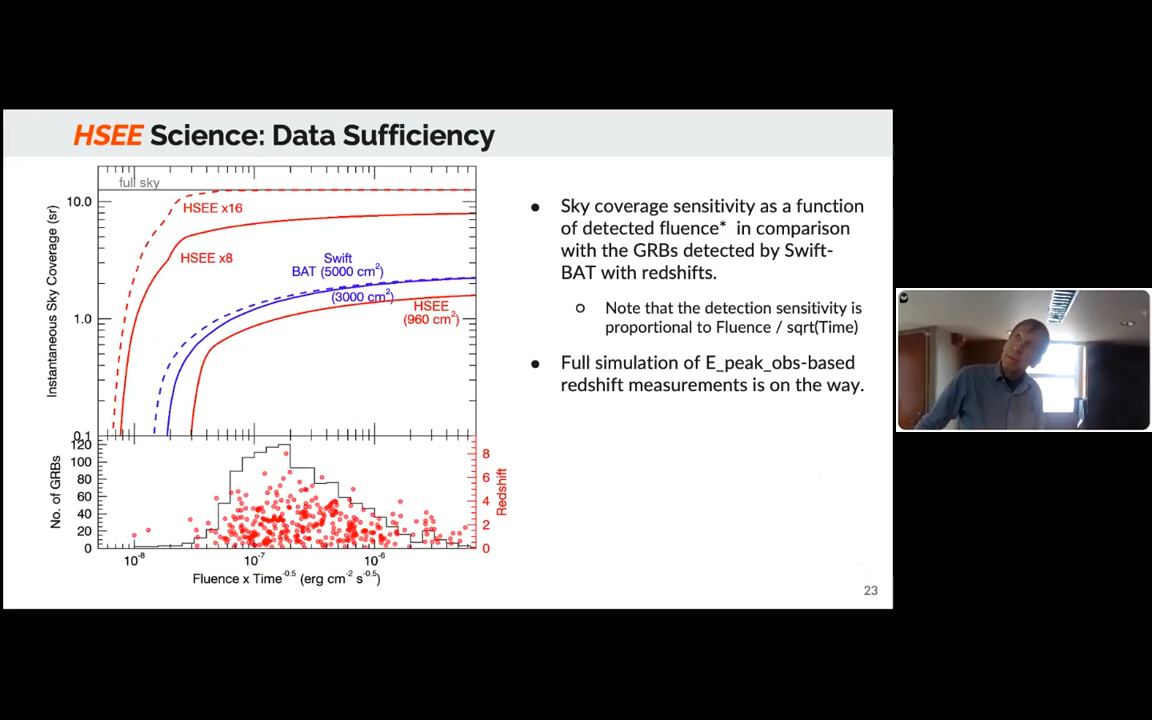 HSEE Science: Data Sufficiency
full sky
HSEE x16
HSEE x8
Swift
BAT (5000 cm²)
(3000 cm²)
HSEE
(960 cm²)
Instantaneous Sky Coverage (sr)
10.0
1.0
0.1
No. of GRBs
120
100
80
60
40
20
0
8
6
4
2
0
Redshift
10⁻⁸
10⁻⁷
10⁻⁶
Fluence x Time⁻⁰·⁵ (erg cm⁻² s⁻⁰·⁵)
● Sky coverage sensitivity as a function
of detected fluence* in comparison
with the GRBs detected by Swift-
BAT with redshifts.
○ Note that the detection sensitivity is
proportional to Fluence / sqrt(Time)
● Full simulation of E_peak_obs-based
redshift measurements is on the way.
23